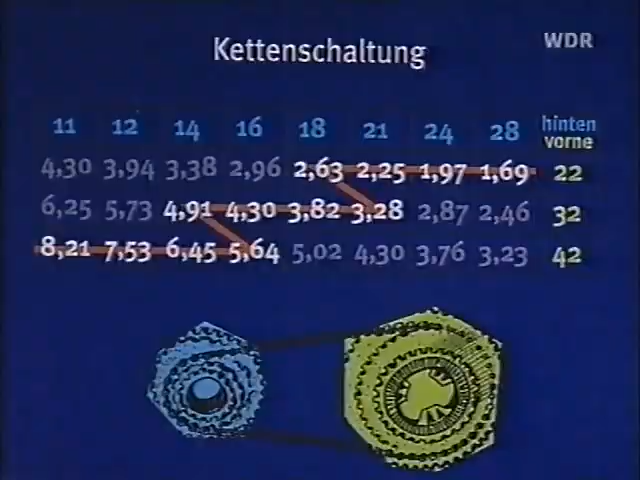 Kettenschaltung
WDR
11 12 14 16 18 21 24 28 hinten
vorne
4,30 3,94 3,38 2,96 2,63 2,25 1,97 1,69 22
6,25 5,73 4,91 4,30 3,82 3,28 2,87 2,46 32
8,21 7,53 6,45 5,64 5,02 4,30 3,76 3,23 42